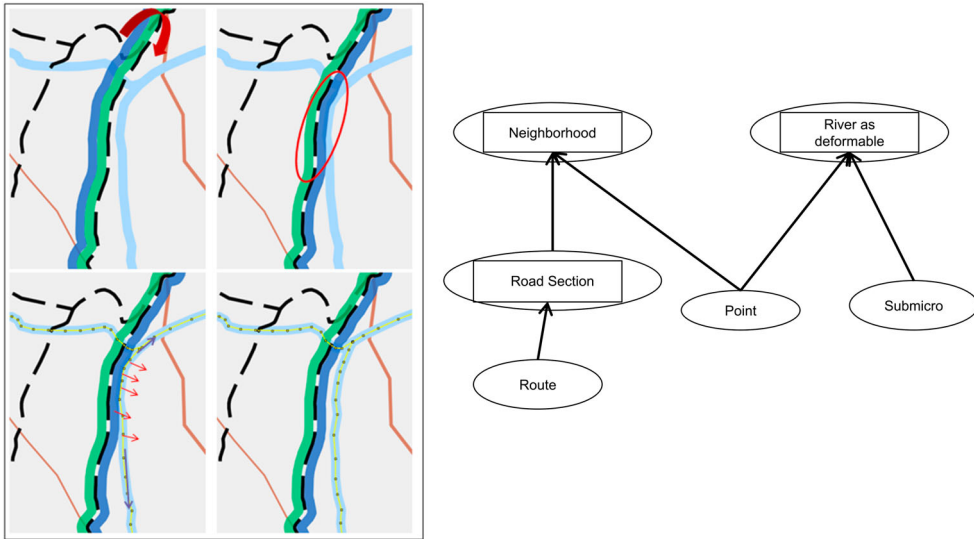 Neighborhood
River as
deformable
Road Section
Point
Submicro
Route